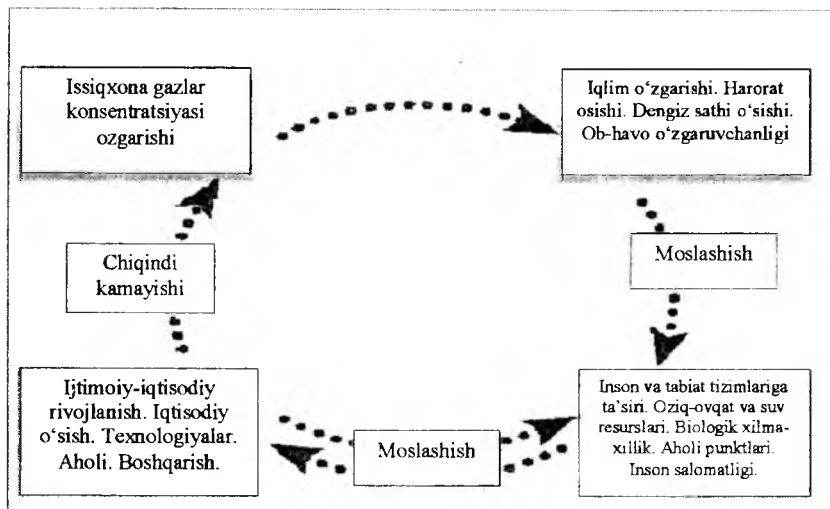 Issiqxona gazlar
konsentratsiyasi
ozgarishi
Iqlim o‘zgarishi. Harorat
osishi. Dengiz sathi o‘sishi.
Ob-havo o‘zgaruvchanligi
Chiqindi
kamayishi
Moslashish
Ijtimoiy-iqtisodiy
rivojlanish. Iqtisodiy
o‘sish. Texnologiyalar.
Aholi. Boshqarish.
Moslashish
Inson va tabiat tizimlariga
ta’siri. Oziq-ovqat va suv
resurslari. Biologik xilma-
xillik. Aholi punktlari.
Inson salomatligi.